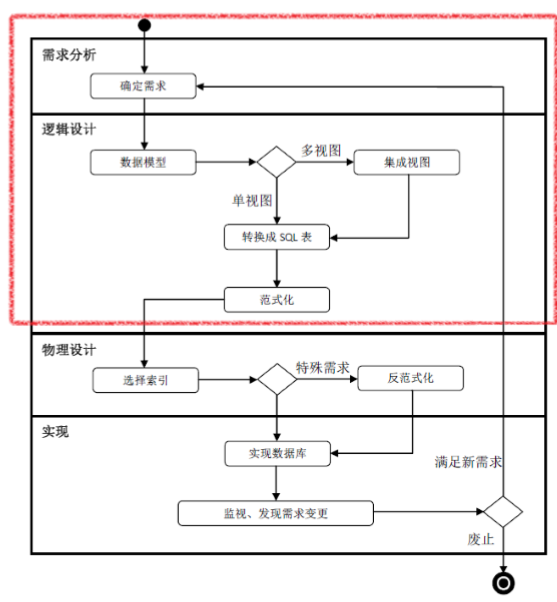 需求分析
确定需求
逻辑设计
数据模型
多视图
集成视图
单视图
转换成 SQL 表
范式化
物理设计
选择索引
特殊需求
反范式化
实现
实现数据库
满足新需求
监视、发现需求变更
废止